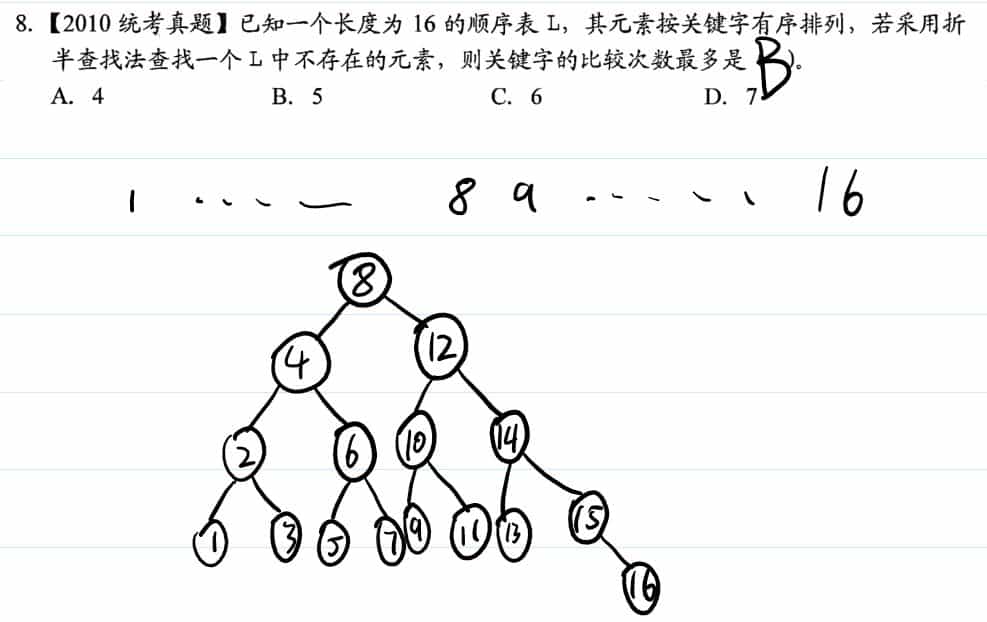 8.【2010 统考真题】已知一个长度为 16 的顺序表 L，其元素按关键字有序排列，若采用折
半查找法查找一个 L 中不存在的元素，则关键字的比较次数最多是 B )。
A. 4 B. 5 C. 6 D. 7
1 ..... 8 9 ..... 16
8
4 12
2 6 10 14
1 3 5 7 9 11 13 15
16